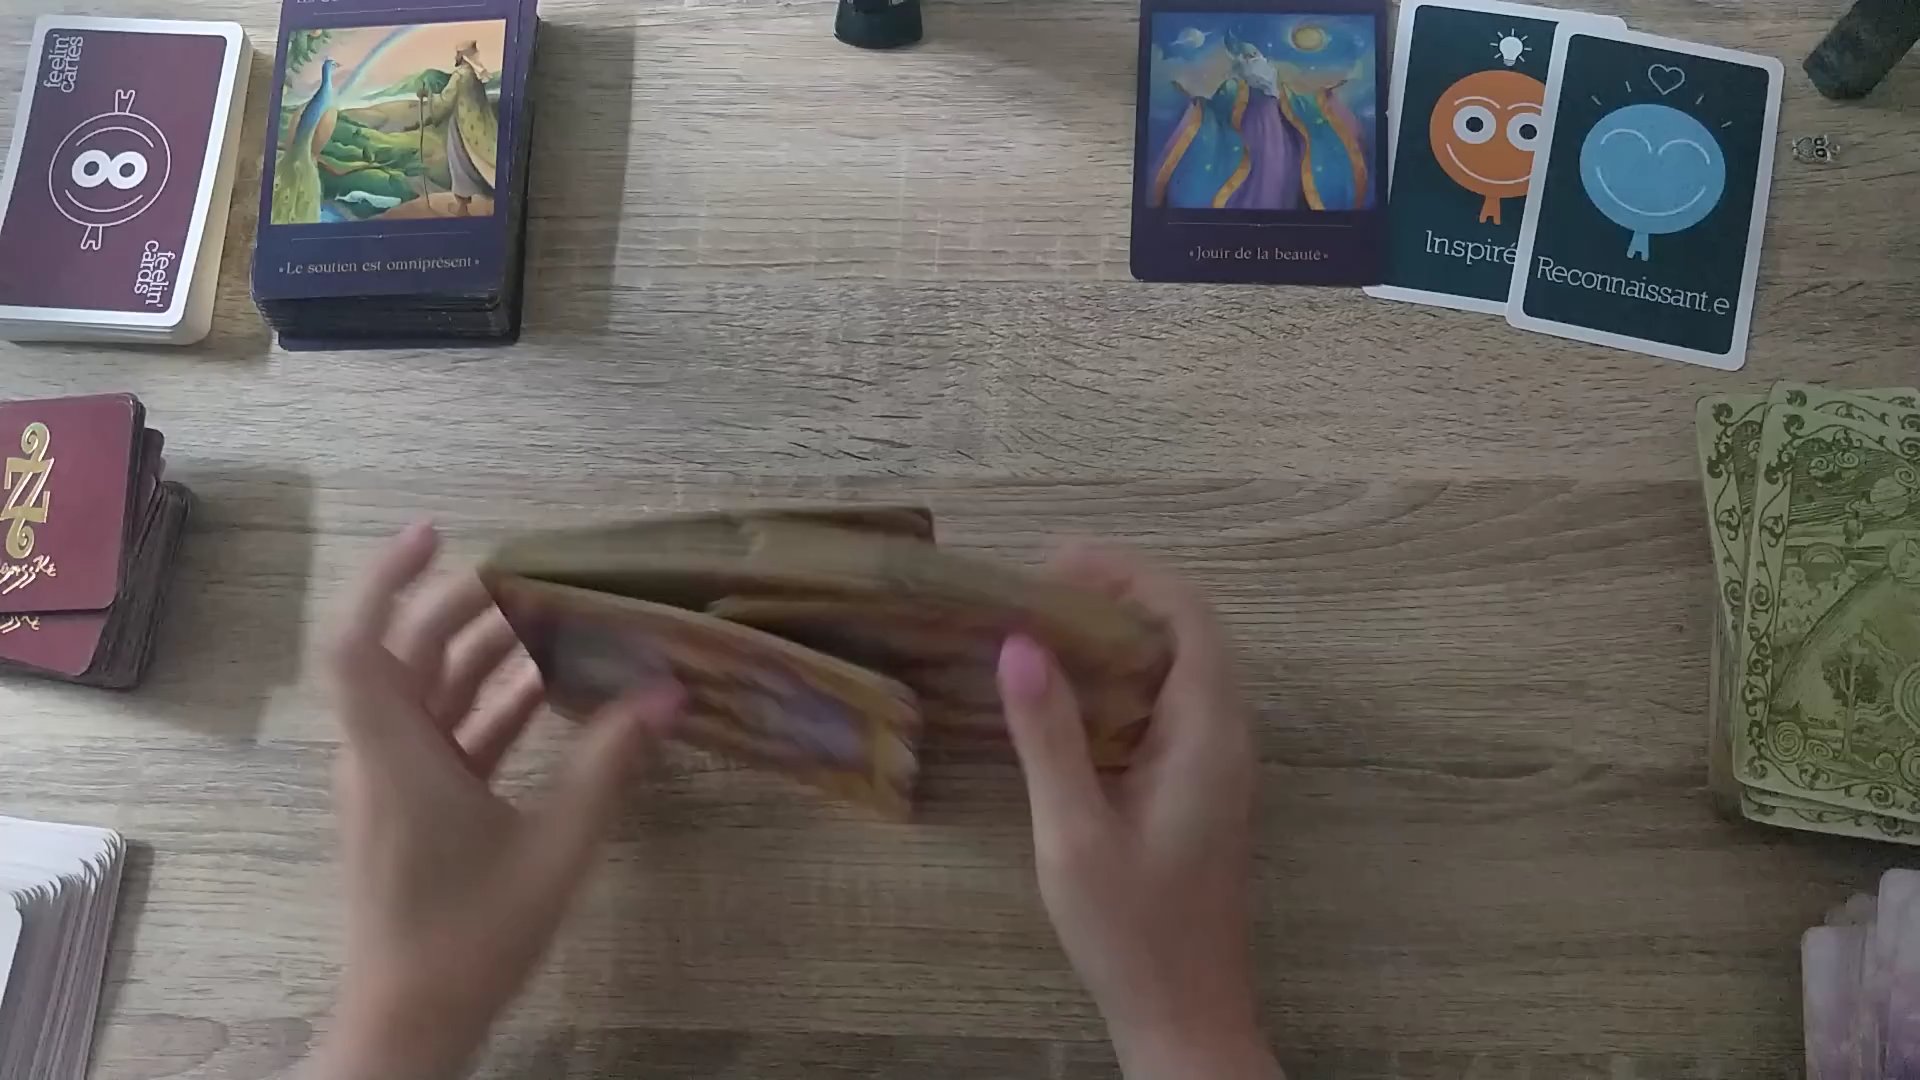 feelin'
cartes
feelin'
cards
«Le soutien est omniprésent»
«Jouir de la beauté»
Inspiré
Reconnaissant.e